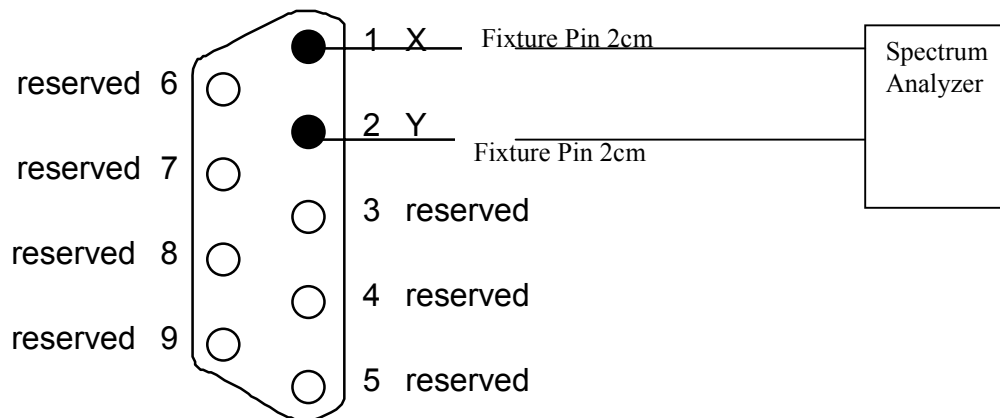 1 X Fixture Pin 2cm
Spectrum
Analyzer
reserved 6
2 Y
Fixture Pin 2cm
reserved 7
3 reserved
reserved 8
4 reserved
reserved 9
5 reserved